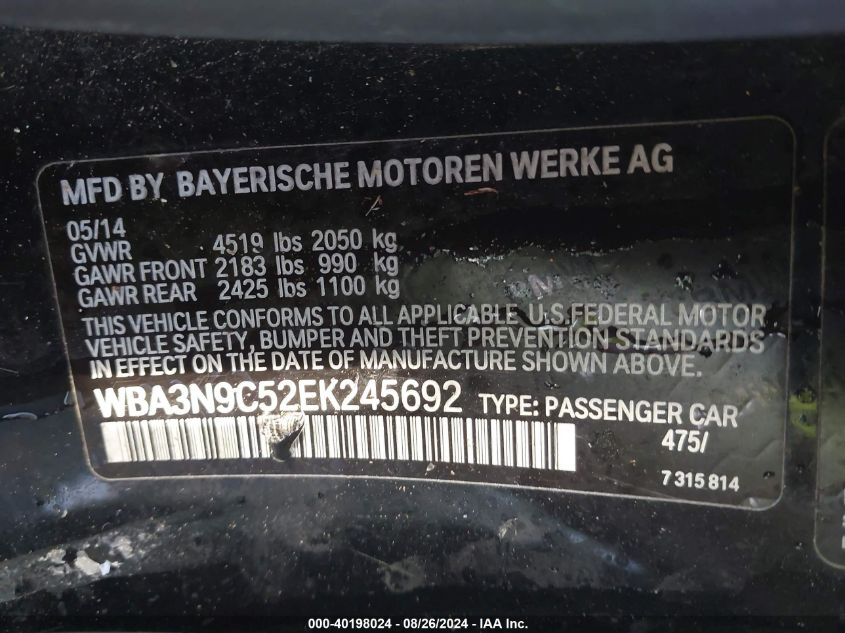 MFD BY BAYERISCHE MOTOREN WERKE AG
05/14
GVWR 4519 lbs 2050 kg
GAWR FRONT 2183 lbs 990 kg
GAWR REAR 2425 lbs 1100 kg
THIS VEHICLE CONFORMS TO ALL APPLICABLE U.S. FEDERAL MOTOR
VEHICLE SAFETY, BUMPER AND THEFT PREVENTION STANDARDS
IN EFFECT ON THE DATE OF MANUFACTURE SHOWN ABOVE.
WBA3N9C52EK245692 TYPE: PASSENGER CAR
475/
7 315 814
000-40198024 - 08/26/2024 - IAA Inc.